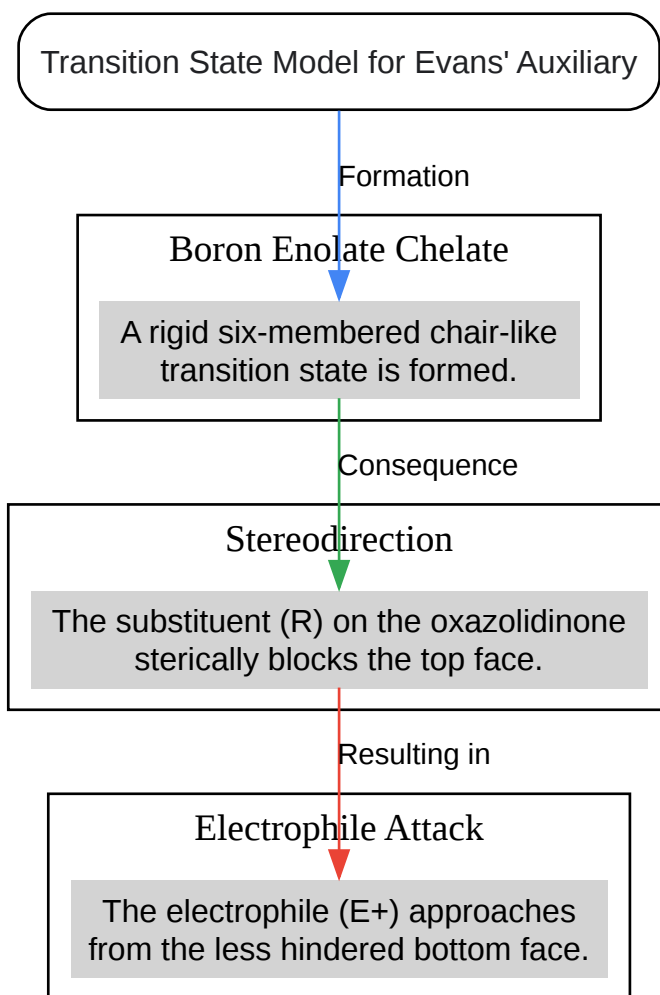 Transition State Model for Evans' Auxiliary
Formation
Boron Enolate Chelate
A rigid six-membered chair-like
transition state is formed.
Consequence
Stereodirection
The substituent (R) on the oxazolidinone
sterically blocks the top face.
Resulting in
Electrophile Attack
The electrophile (E+) approaches
from the less hindered bottom face.